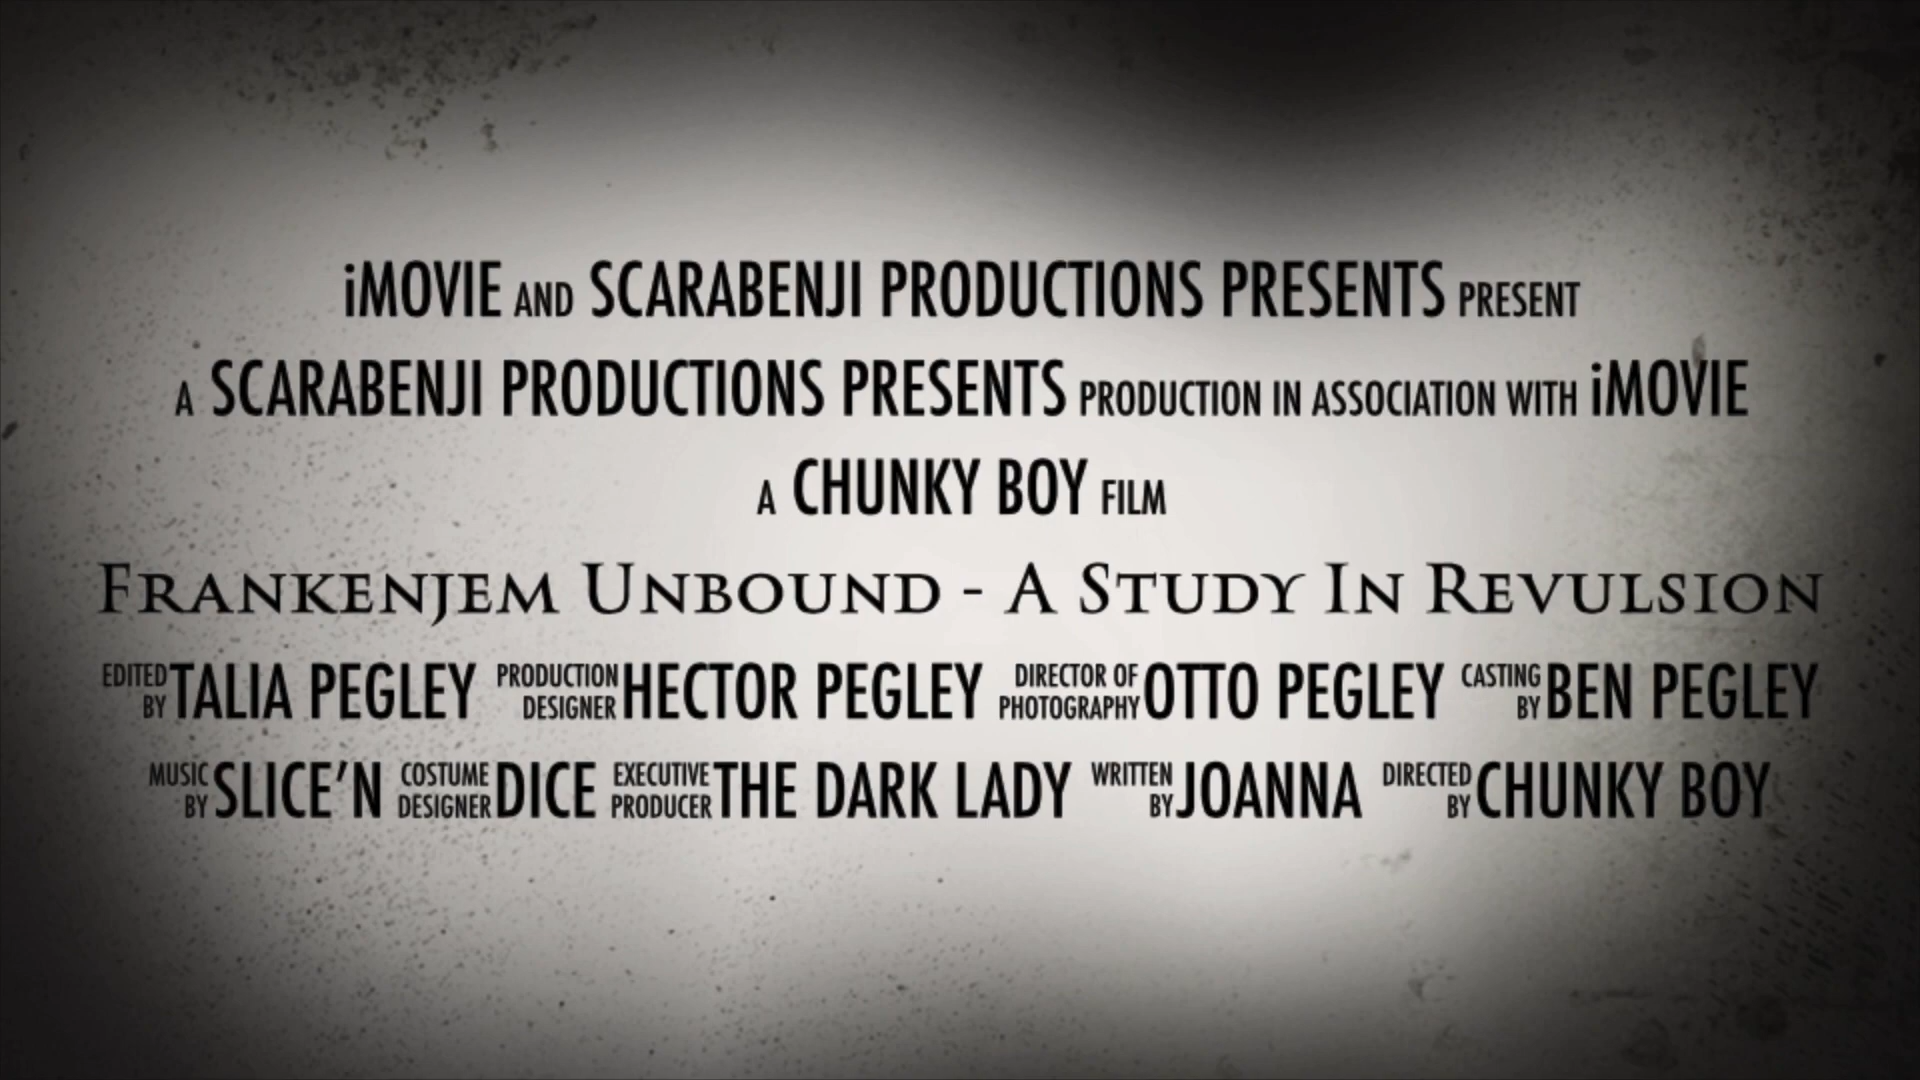 iMOVIE AND SCARABENJI PRODUCTIONS PRESENTS PRESENT
A SCARABENJI PRODUCTIONS PRESENTS PRODUCTION IN ASSOCIATION WITH iMOVIE
A CHUNKY BOY FILM
FRANKENJEM UNBOUND - A STUDY IN REVULSION
EDITED BY TALIA PEGLEY PRODUCTION DESIGNER HECTOR PEGLEY DIRECTOR OF PHOTOGRAPHY OTTO PEGLEY CASTING BY BEN PEGLEY
MUSIC BY SLICE'N COSTUME DESIGNER DICE EXECUTIVE PRODUCER THE DARK LADY WRITTEN BY JOANNA DIRECTED BY CHUNKY BOY